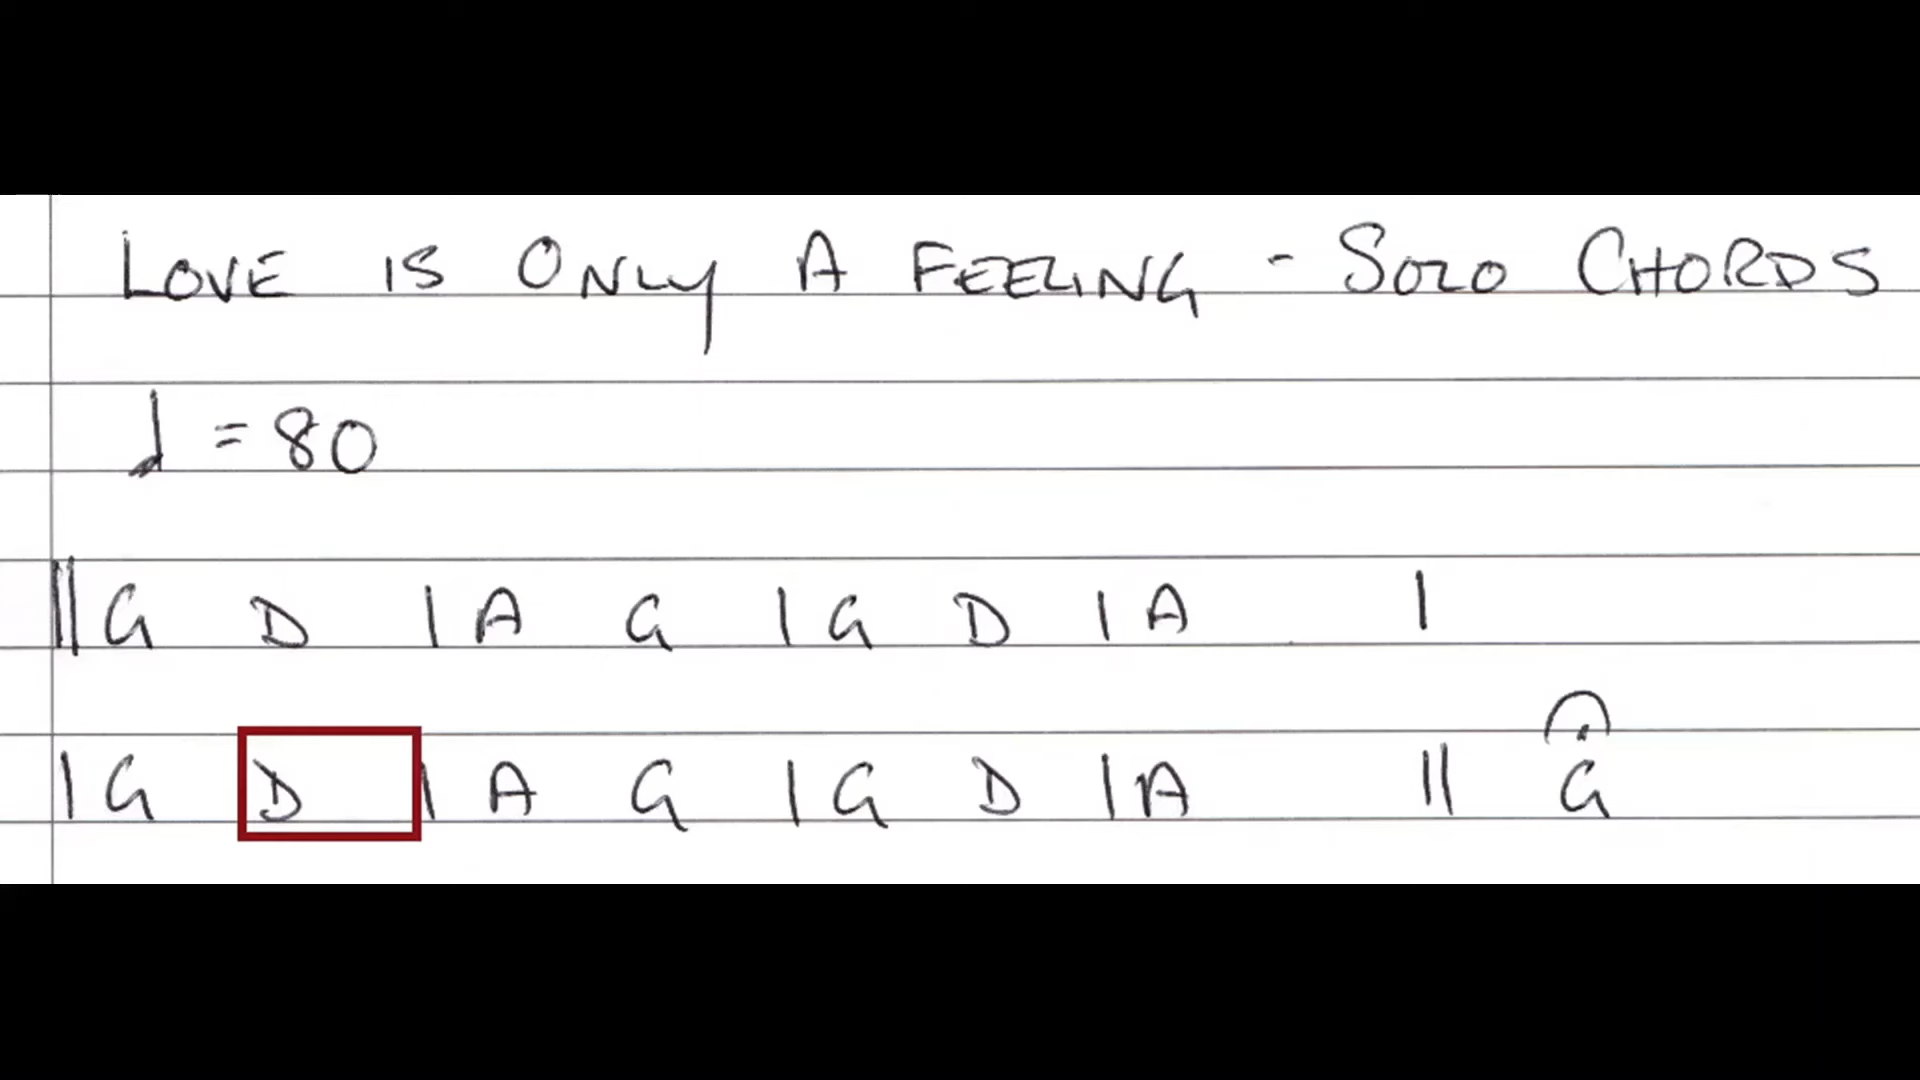 LOVE IS ONLY A FEELING - SOLO CHORDS
♩ = 80
|| G D | A G | G D | A |
| G D | A G | G D | A || 𝄐 G